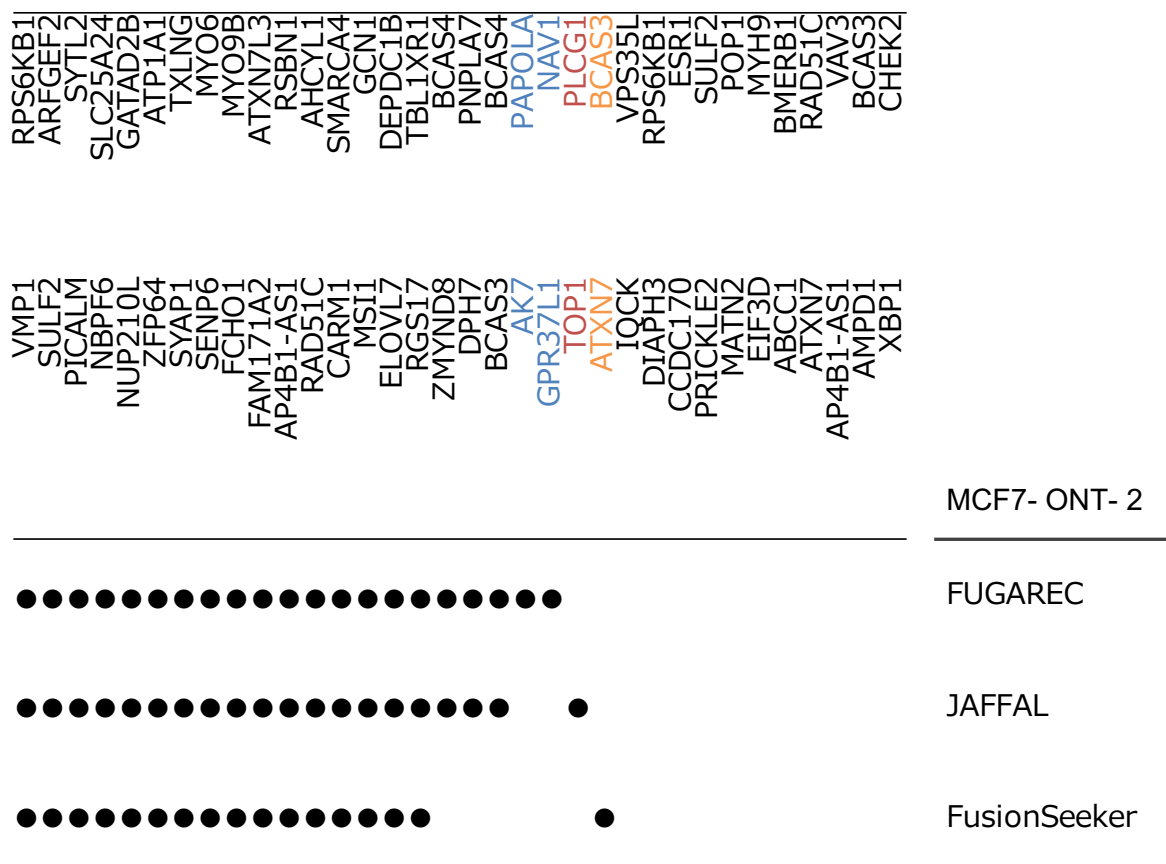 RPS6KB1
ARFGEF2
SYTL2
SLC25A24
GATAD2B
ATP1A1
TXLNG
MYO6
MYO9B
ATXN7L3
RSBN1
AHCYL1
SMARCA4
GCN1
DEPDC1B
TBL1XR1
BCAS4
PNPLA7
BCAS4
PAPOLA
NAV1
PLCG1
BCAS3
VPS35L
RPS6KB1
ESR1
SULF2
POP1
MYH9
BMERB1
RAD51C
VAV3
BCAS3
CHEK2
VMP1
SULF2
PICALM
NBPF6
NUP210L
ZFP64
SYAP1
SENP6
FCHO1
FAM171A2
AP4B1-AS1
RAD51C
CARM1
MSI1
ELOVL7
RGS17
ZMYND8
DPH7
BCAS3
AK7
GPR37L1
TOP1
ATXN7
IQCK
DIAPH3
CCDC170
PRICKLE2
MATN2
EIF3D
ABCC1
ATXN7
AP4B1-AS1
AMPD1
XBP1
MCF7- ONT- 2
FUGAREC
JAFFAL
FusionSeeker